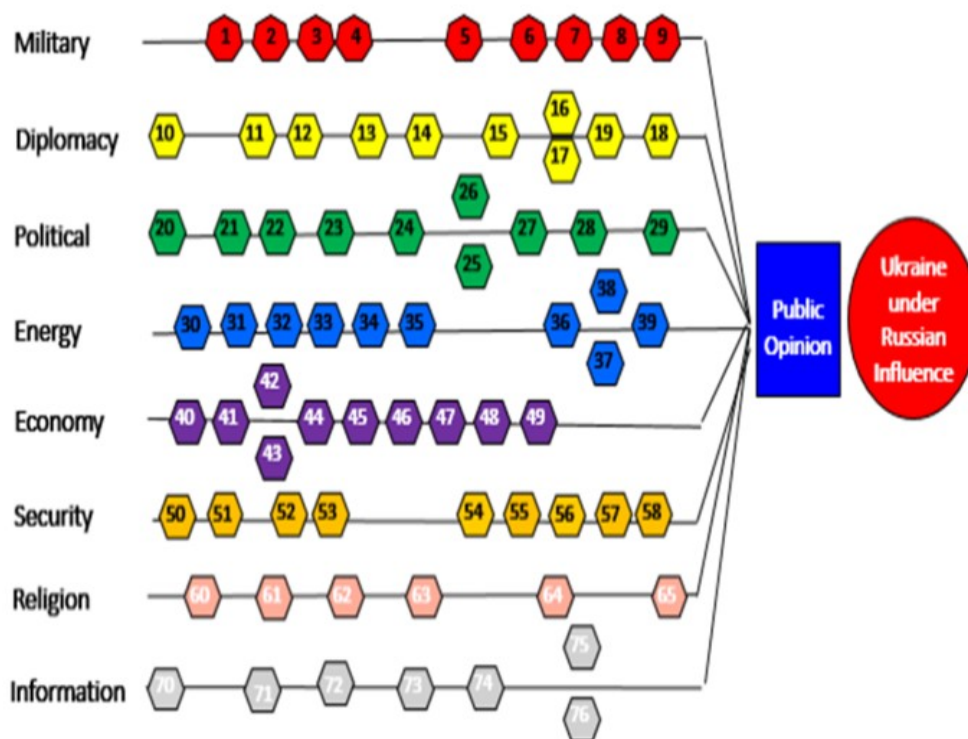 Military 1 2 3 4 5 6 7 8 9
16
Diplomacy 10 11 12 13 14 15 19 18
17
26
Political 20 21 22 23 24 27 28 29
25
38
Energy 30 31 32 33 34 35 36 39
37
42
Economy 40 41 44 45 46 47 48 49
43
Security 50 51 52 53 54 55 56 57 58
Religion 60 61 62 63 64 65
75
Information 70 71 72 73 74
76
Public
Opinion
Ukraine
under
Russian
Influence